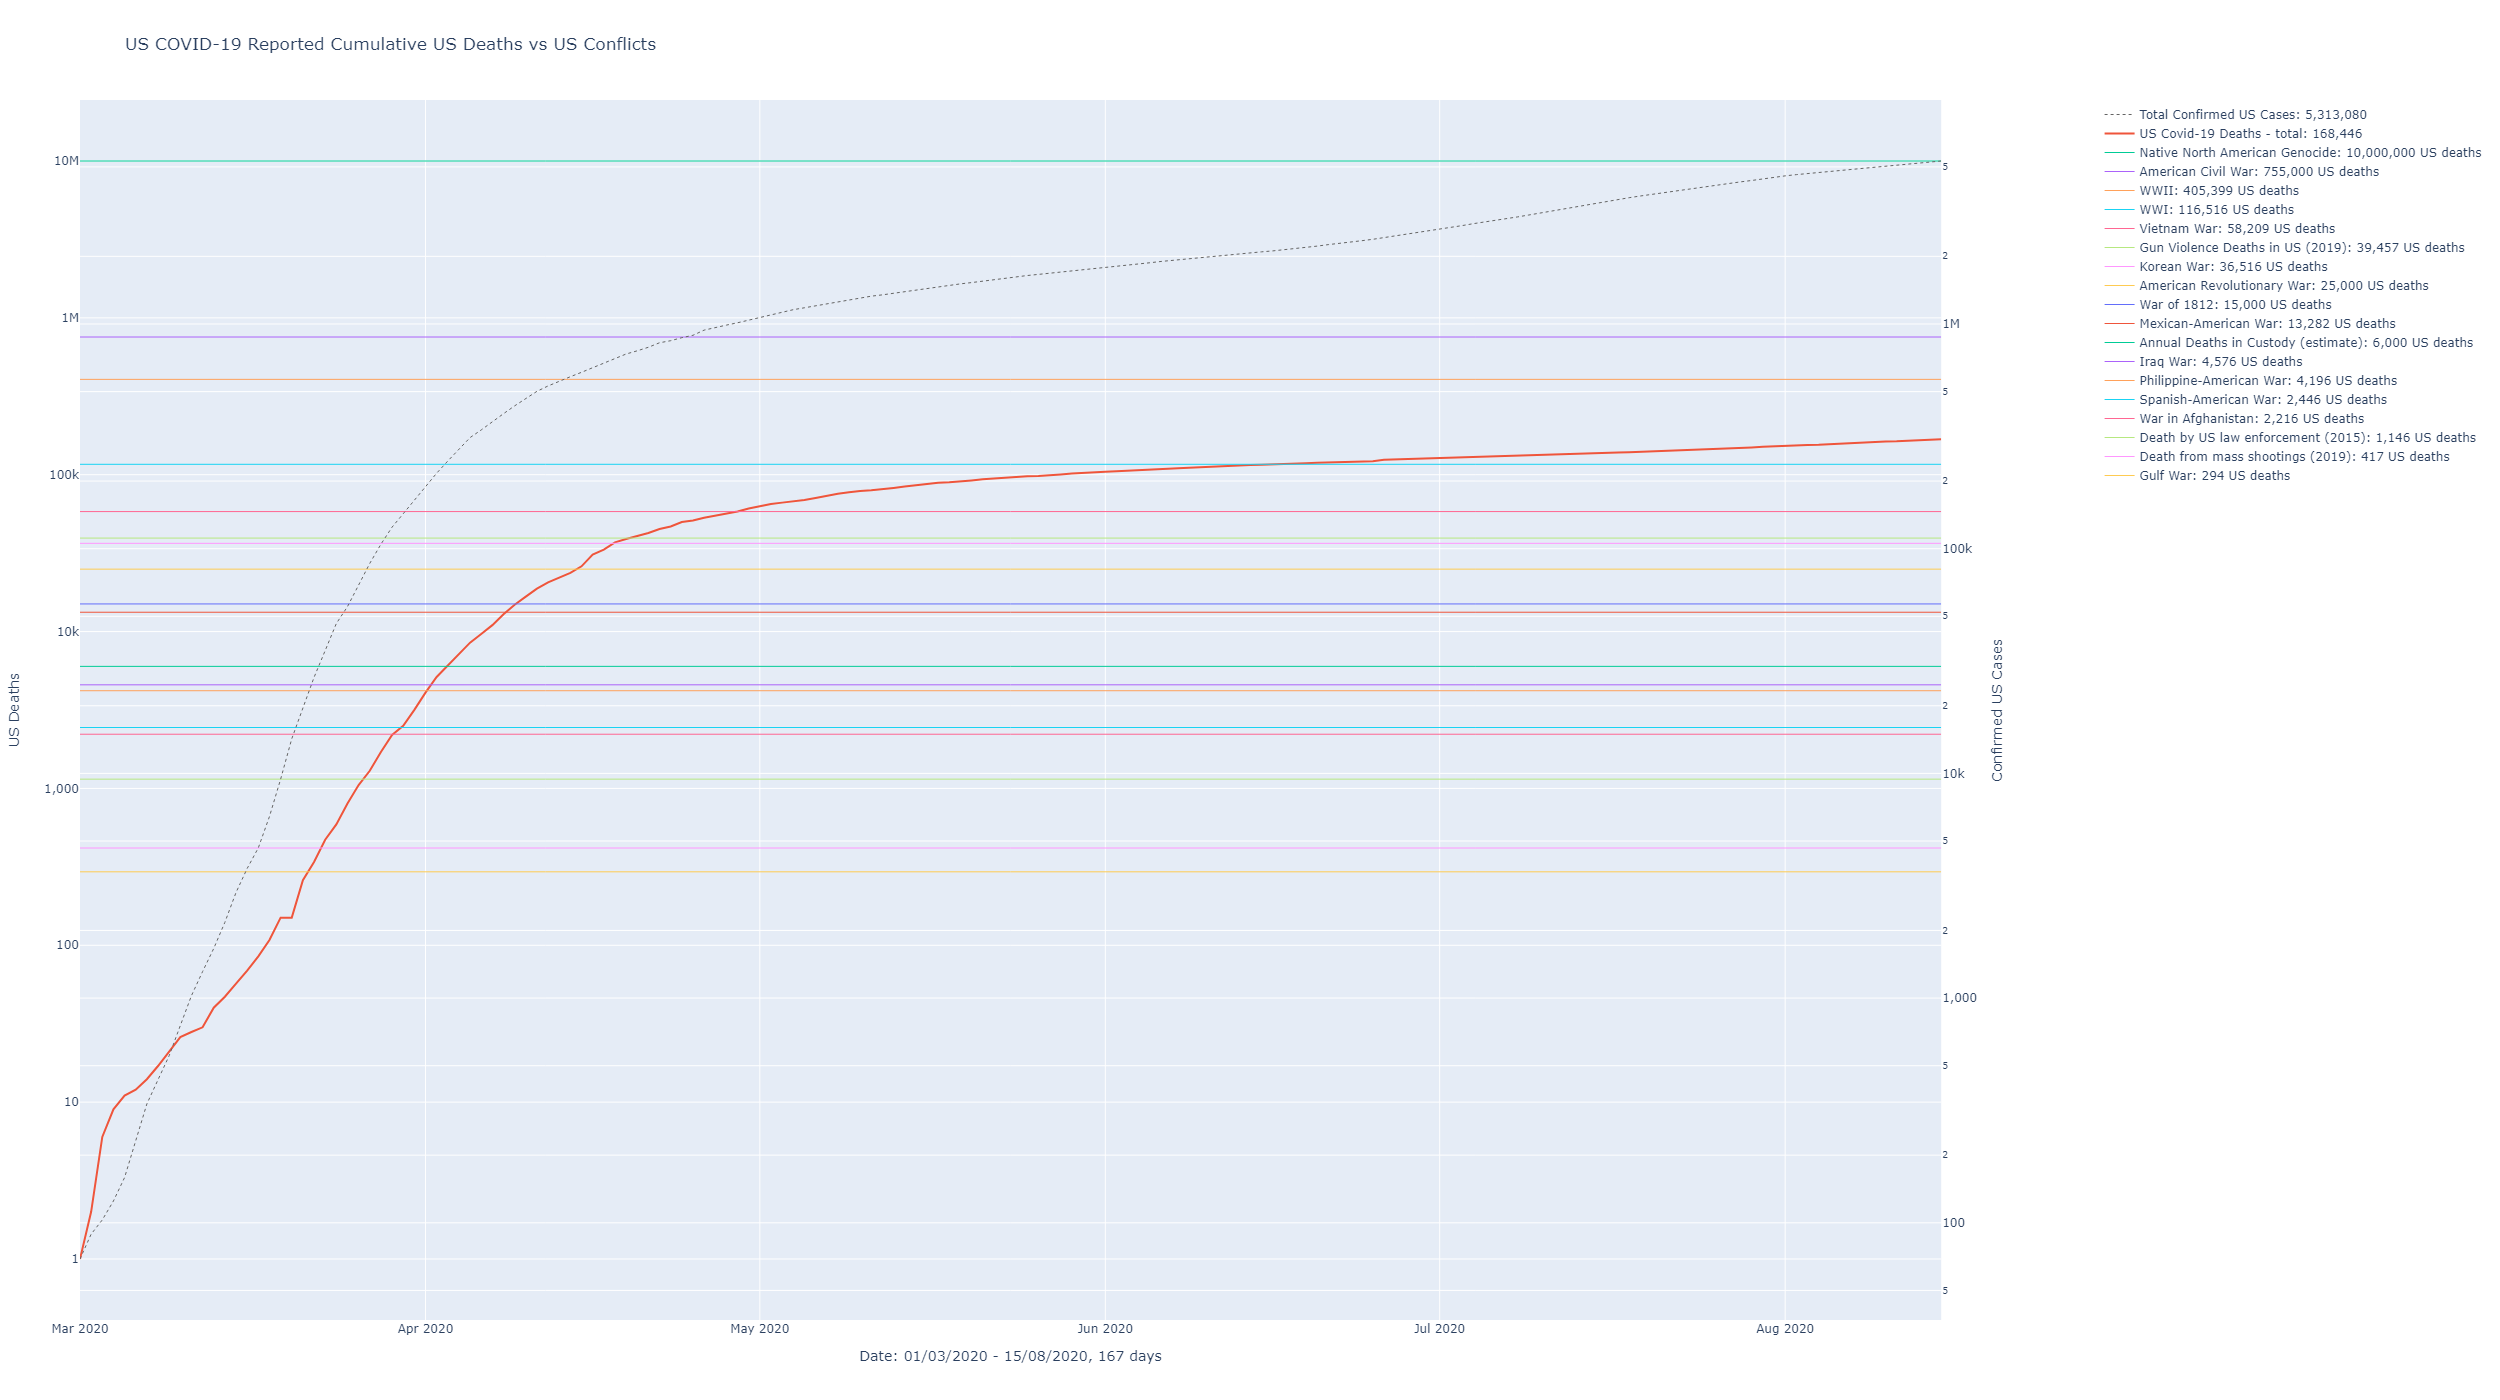 US COVID-19 Reported Cumulative US Deaths vs US Conflicts
10M
1M
100k
10k
1,000
100
10
1
US Deaths
5
2
1M
5
2
100k
5
2
10k
5
2
1,000
5
2
100
5
Confirmed US Cases
Mar 2020
Apr 2020
May 2020
Jun 2020
Jul 2020
Aug 2020
Date: 01/03/2020 - 15/08/2020, 167 days
Total Confirmed US Cases: 5,313,080
US Covid-19 Deaths - total: 168,446
Native North American Genocide: 10,000,000 US deaths
American Civil War: 755,000 US deaths
WWII: 405,399 US deaths
WWI: 116,516 US deaths
Vietnam War: 58,209 US deaths
Gun Violence Deaths in US (2019): 39,457 US deaths
Korean War: 36,516 US deaths
American Revolutionary War: 25,000 US deaths
War of 1812: 15,000 US deaths
Mexican-American War: 13,282 US deaths
Annual Deaths in Custody (estimate): 6,000 US deaths
Iraq War: 4,576 US deaths
Philippine-American War: 4,196 US deaths
Spanish-American War: 2,446 US deaths
War in Afghanistan: 2,216 US deaths
Death by US law enforcement (2015): 1,146 US deaths
Death from mass shootings (2019): 417 US deaths
Gulf War: 294 US deaths